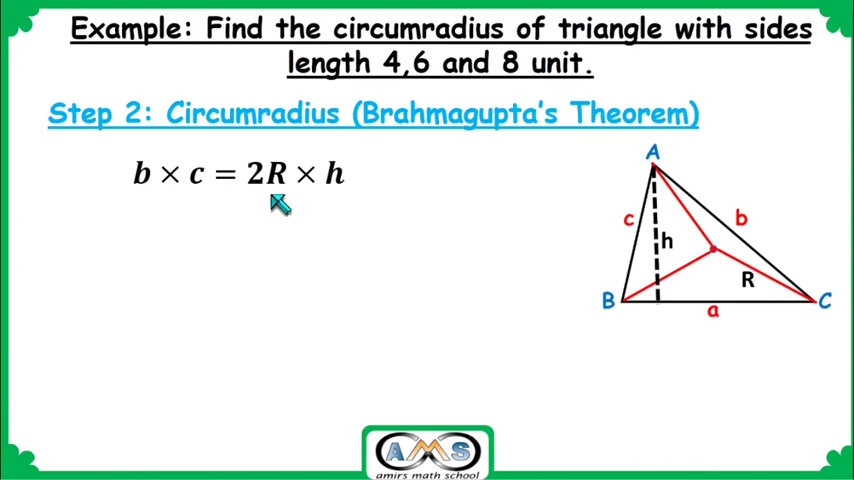 Example: Find the circumradius of triangle with sides
length 4,6 and 8 unit.
Step 2: Circumradius (Brahmagupta's Theorem)
b × c = 2R × h
A
c
b
h
R
B
a
C
AMS
amirs math school